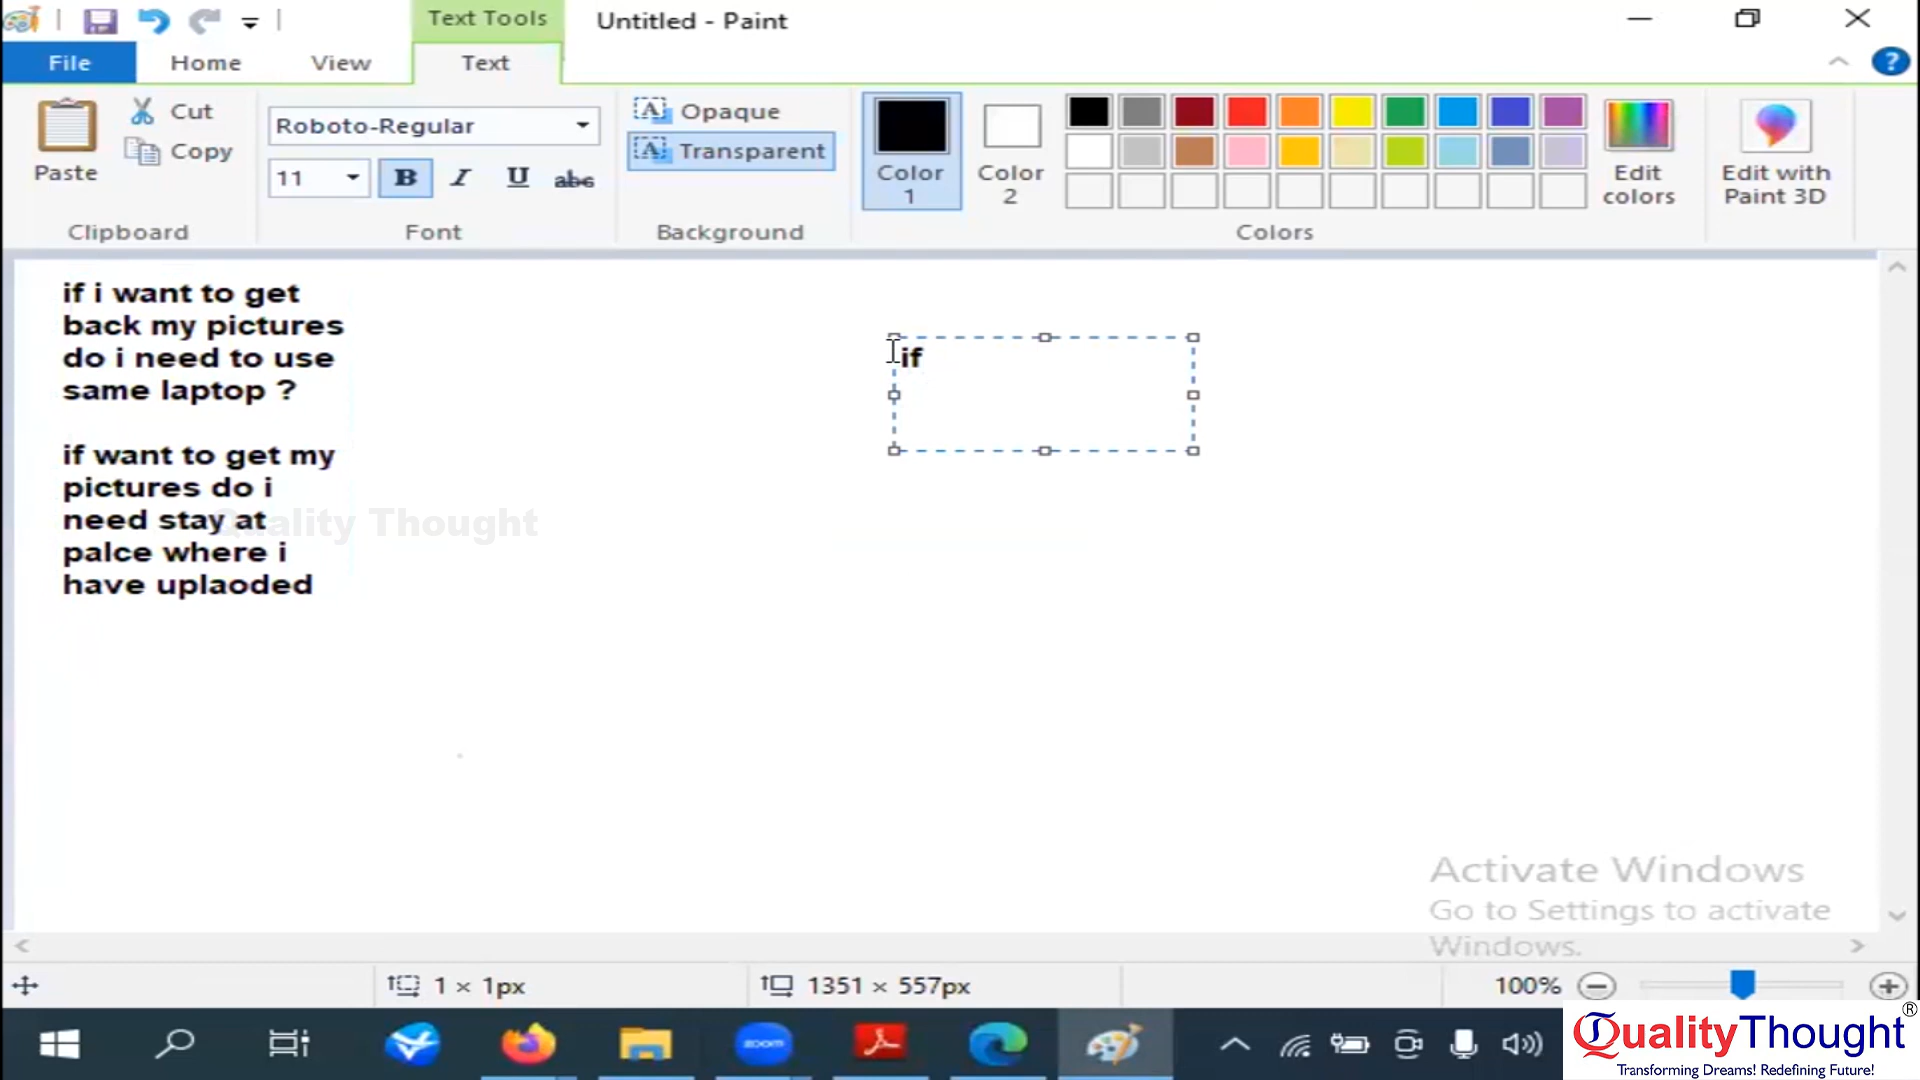 Text Tools
Untitled - Paint
File
Home
View
Text
Paste
Cut
Copy
Clipboard
Roboto-Regular
11
B
I
U
abc
Font
Opaque
Transparent
Background
Color
1
Color
2
Edit
colors
Colors
Edit with
Paint 3D
if i want to get
back my pictures
do i need to use
same laptop ?
if want to get my
pictures do i
need stay at
palce where i
have uplaoded
if
Quality Thought
Activate Windows
Go to Settings to activate
Windows.
1 × 1px
1351 × 557px
100%
zoom
QualityThought®
Transforming Dreams! Redefining Future!